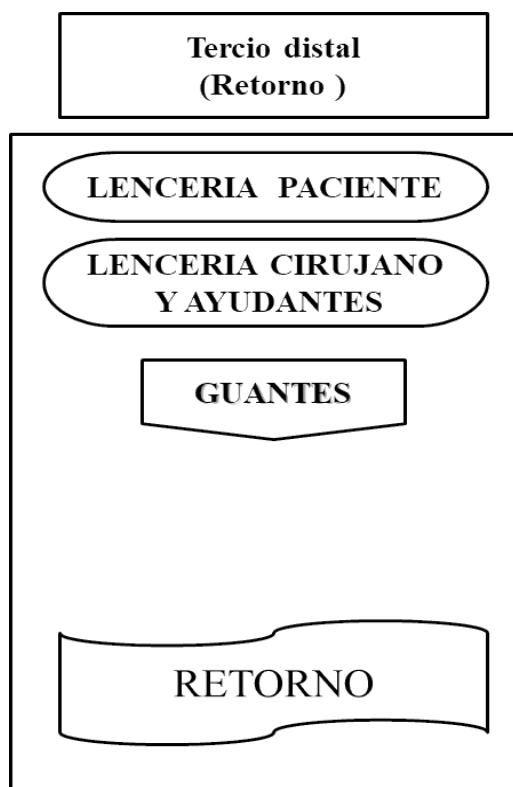 Tercio distal
(Retorno )
LENCERIA PACIENTE
LENCERIA CIRUJANO
Y AYUDANTES
GUANTES
RETORNO